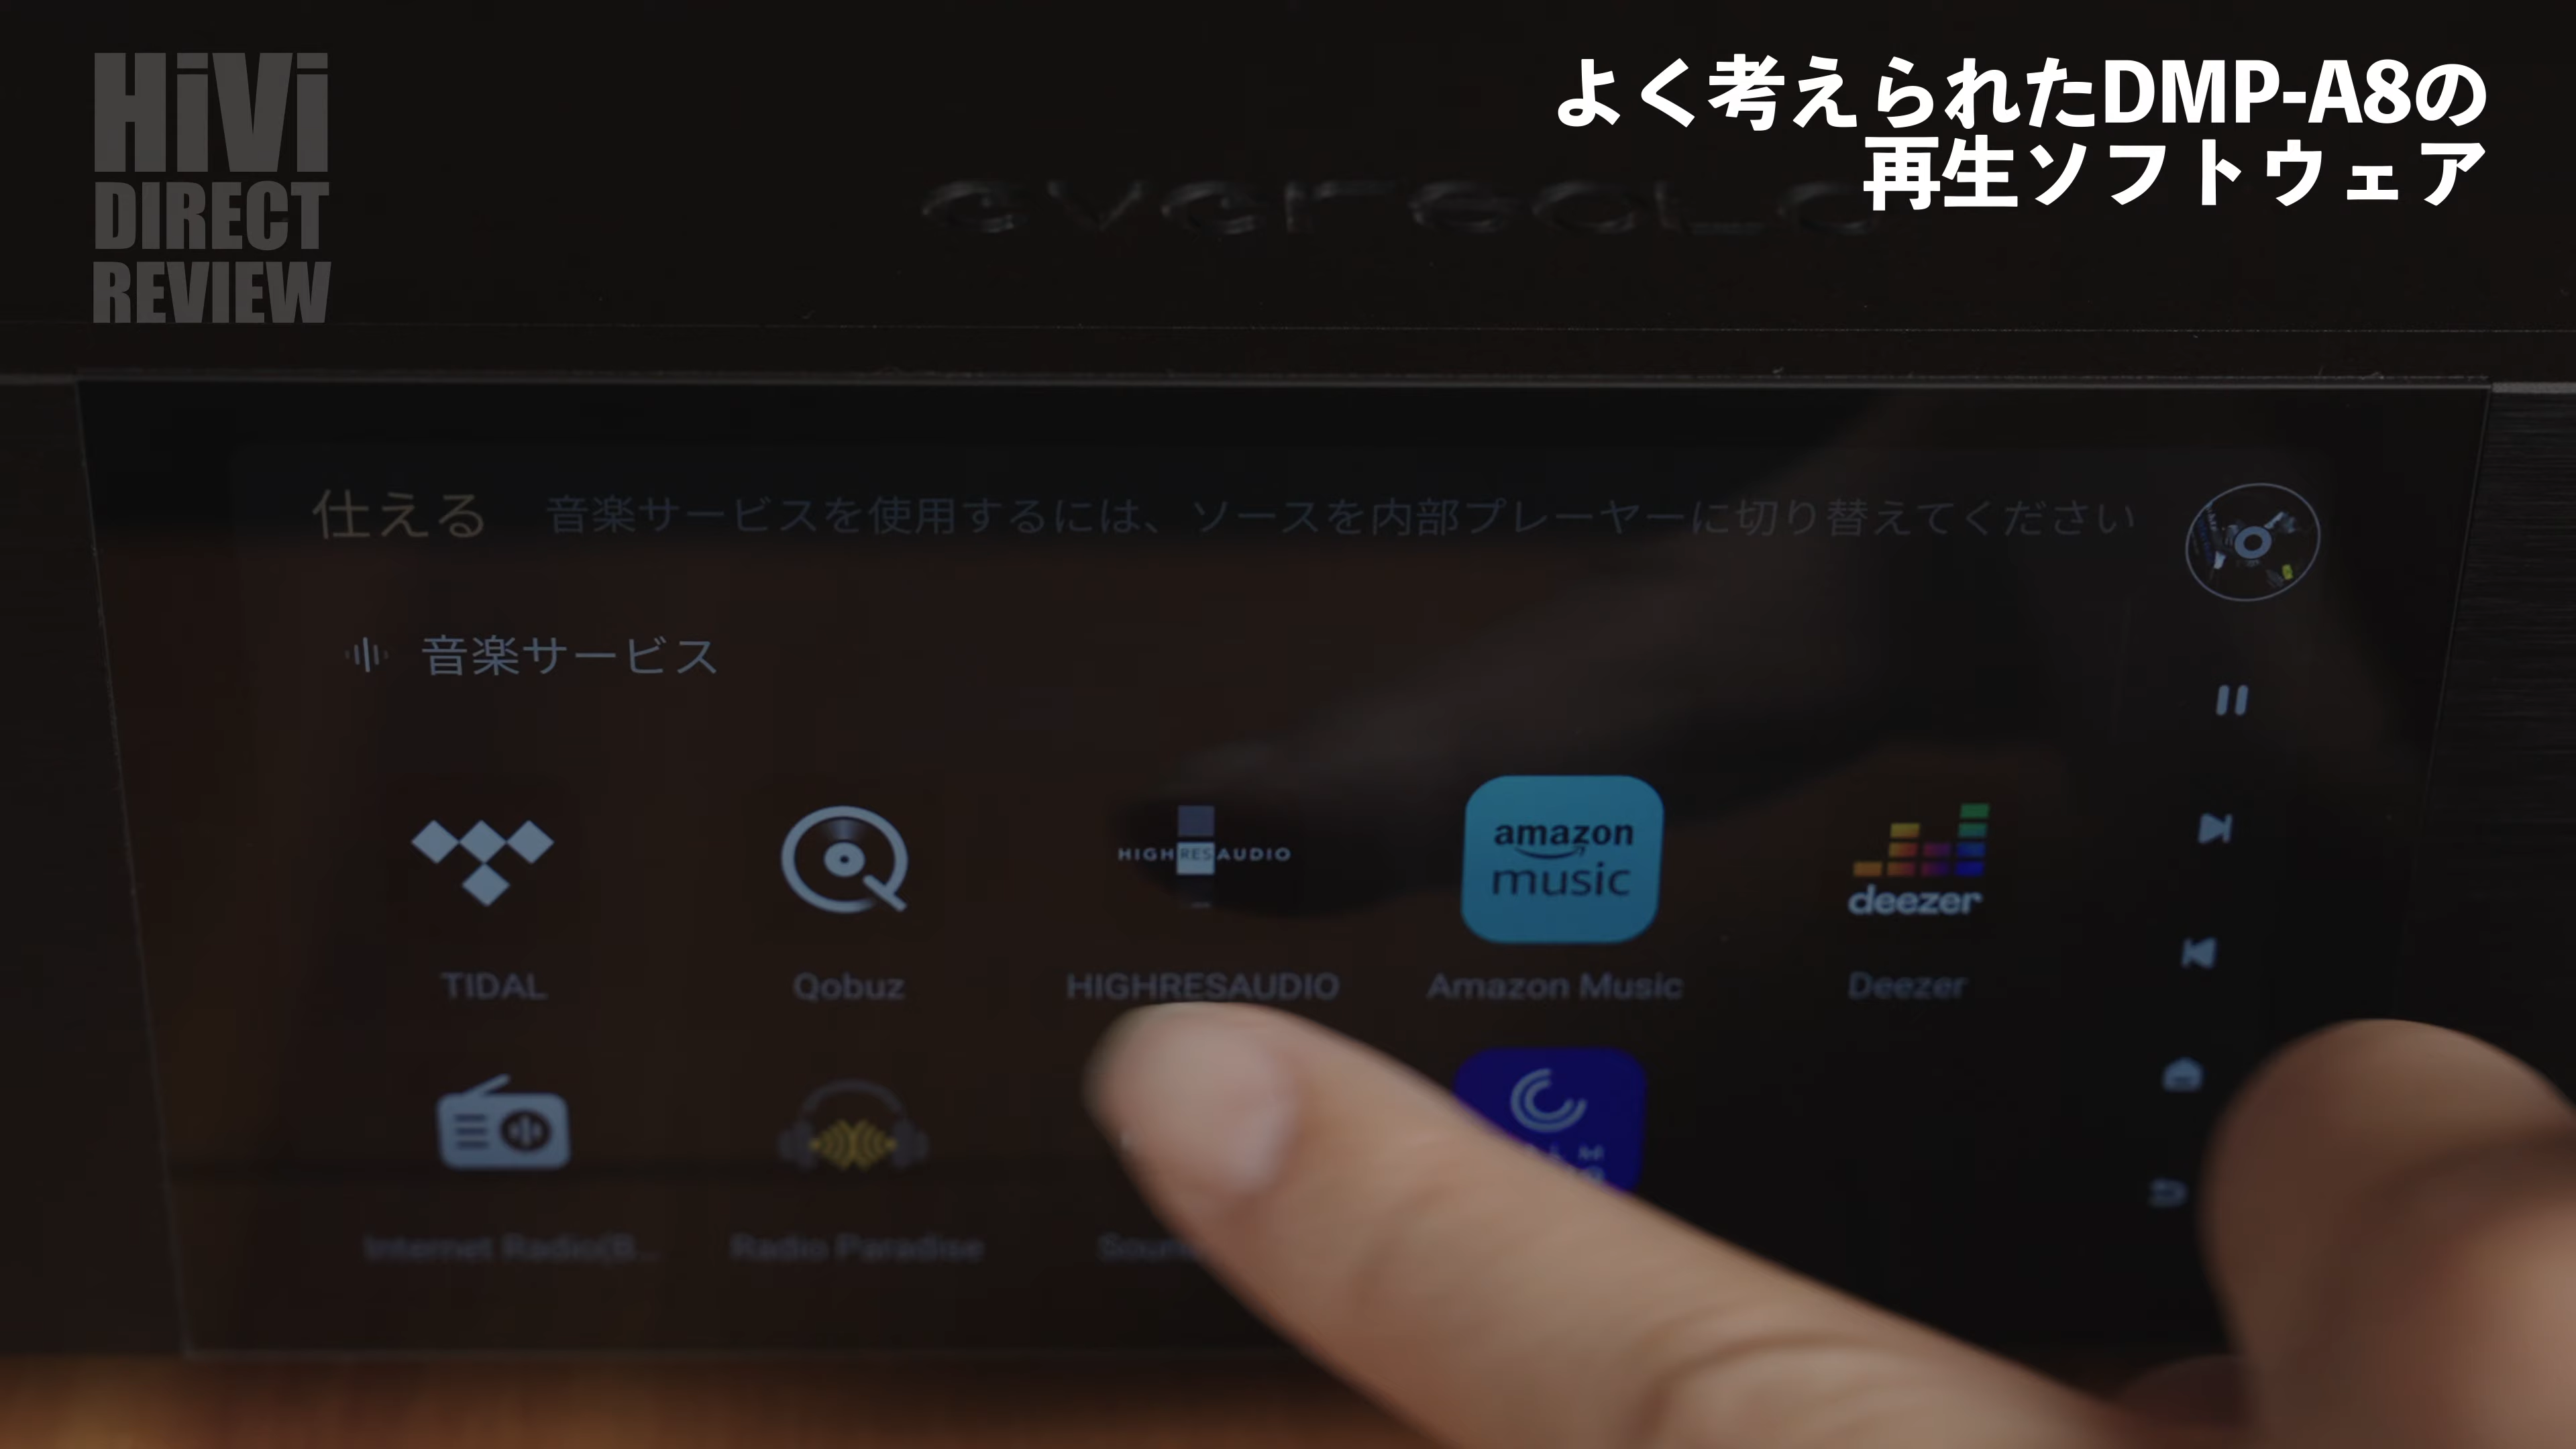 HiVi
DIRECT
REVIEW
よく考えられたDMP-A8の
再生ソフトウェア
eversolo
仕える 音楽サービスを使用するには、ソースを内部プレーヤーに切り替えてください
音楽サービス
HIGHRESAUDIO
amazon
music
deezer
TIDAL Qobuz HIGHRESAUDIO Amazon Music Deezer
Internet Radio(B...
Radio Paradise